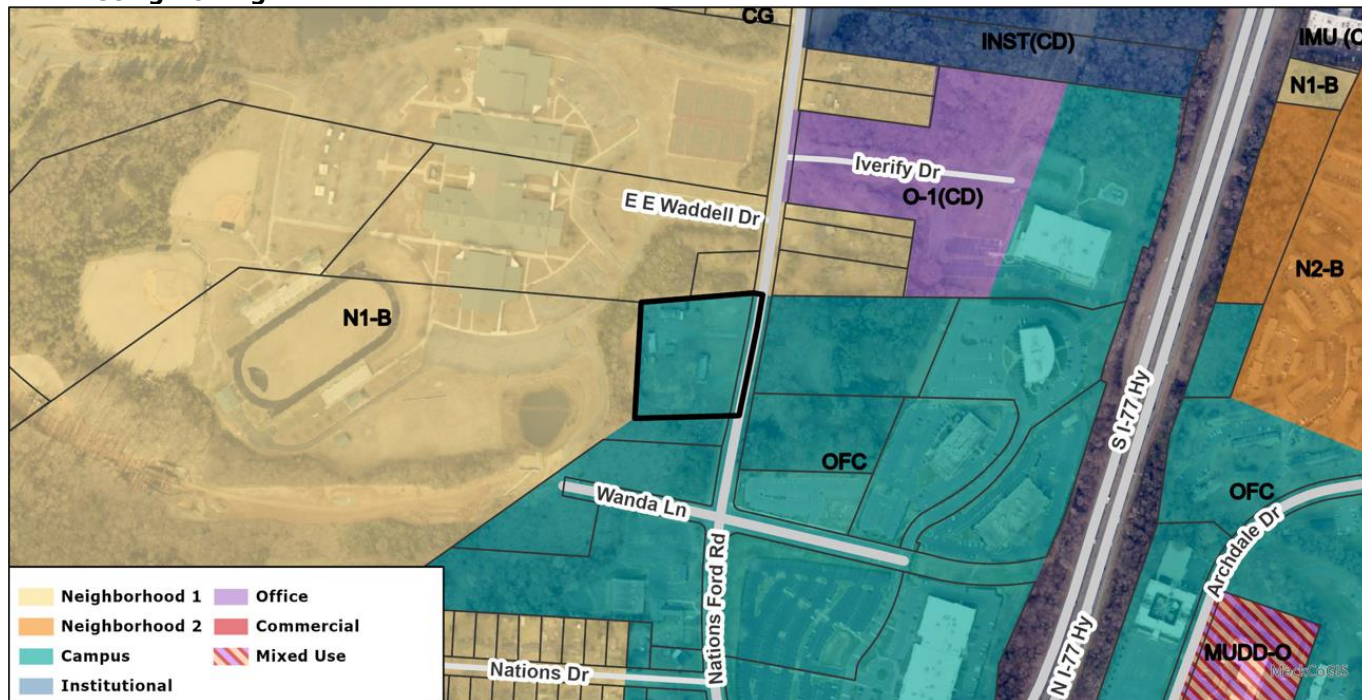 CG
INST(CD)
IMU (C
N1-B
Iverify Dr
O-1(CD)
E E Waddell Dr
N2-B
N1-B
S I-77 Hy
OFC
OFC
Wanda Ln
Archdale Dr
Nations Ford Rd
N I-77 Hy
Nations Dr
MUDD-O
MeckCoGIS
Neighborhood 1
Neighborhood 2
Campus
Institutional
Office
Commercial
Mixed Use